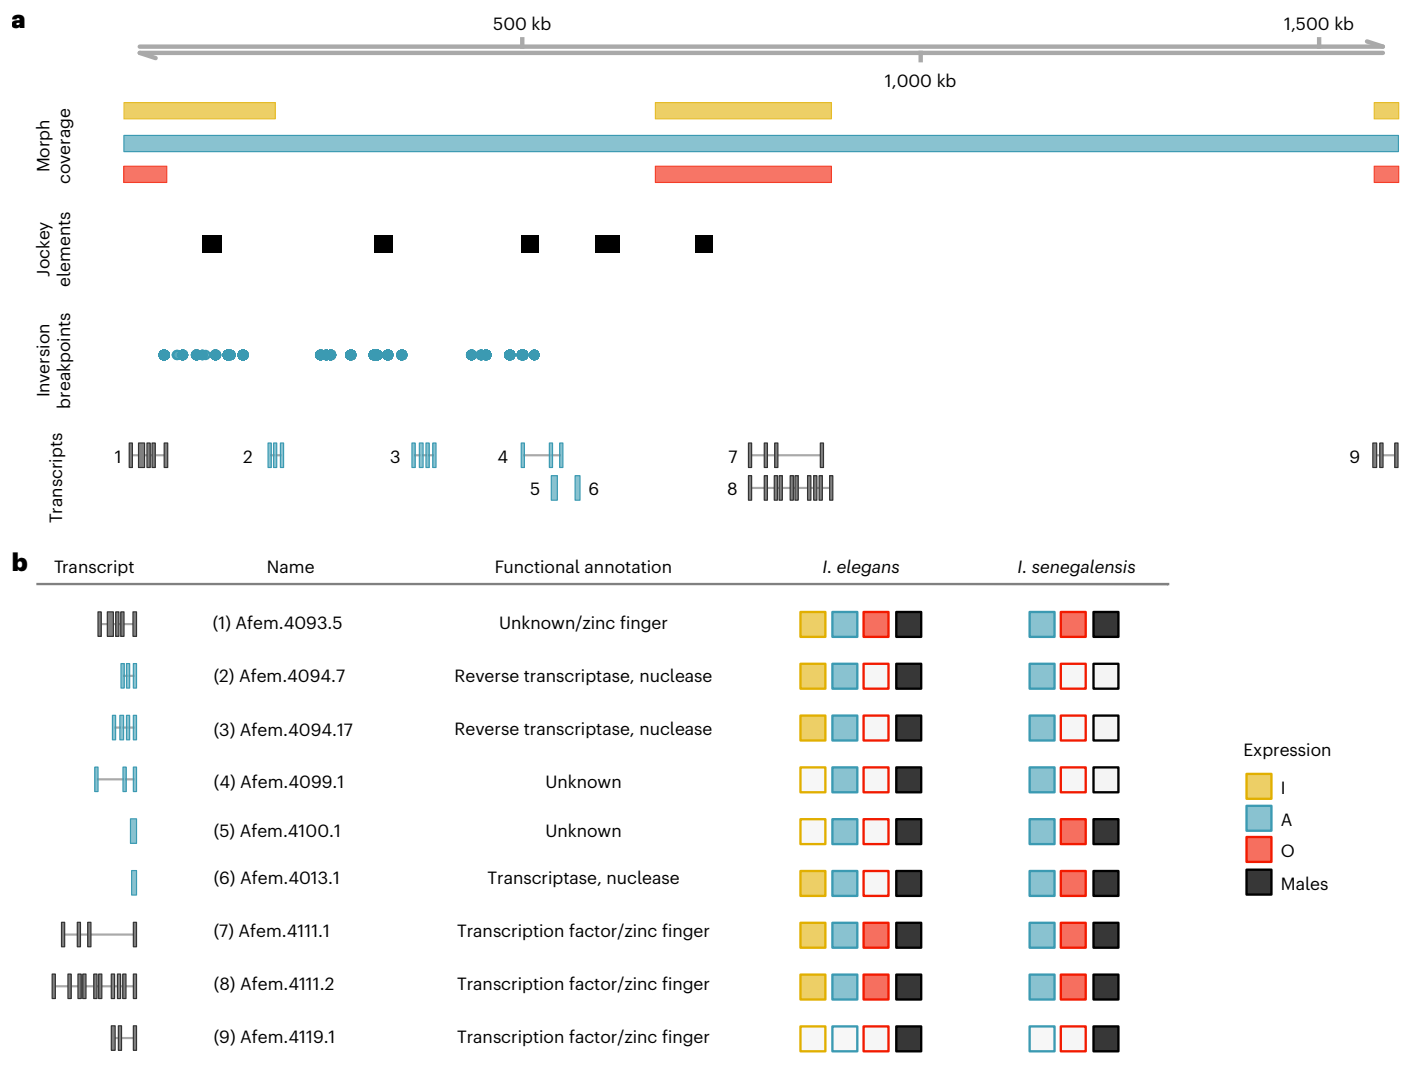 a
500 kb
1,500 kb
1,000 kb
Morph
coverage
Jockey
elements
Inversion
breakpoints
Transcripts
1
2
3
4
7
9
5
6
8
b
Transcript Name Functional annotation I. elegans I. senegalensis
(1) Afem.4093.5 Unknown/zinc finger
(2) Afem.4094.7 Reverse transcriptase, nuclease
(3) Afem.4094.17 Reverse transcriptase, nuclease
(4) Afem.4099.1 Unknown
(5) Afem.4100.1 Unknown
(6) Afem.4013.1 Transcriptase, nuclease
(7) Afem.4111.1 Transcription factor/zinc finger
(8) Afem.4111.2 Transcription factor/zinc finger
(9) Afem.4119.1 Transcription factor/zinc finger
Expression
I
A
O
Males